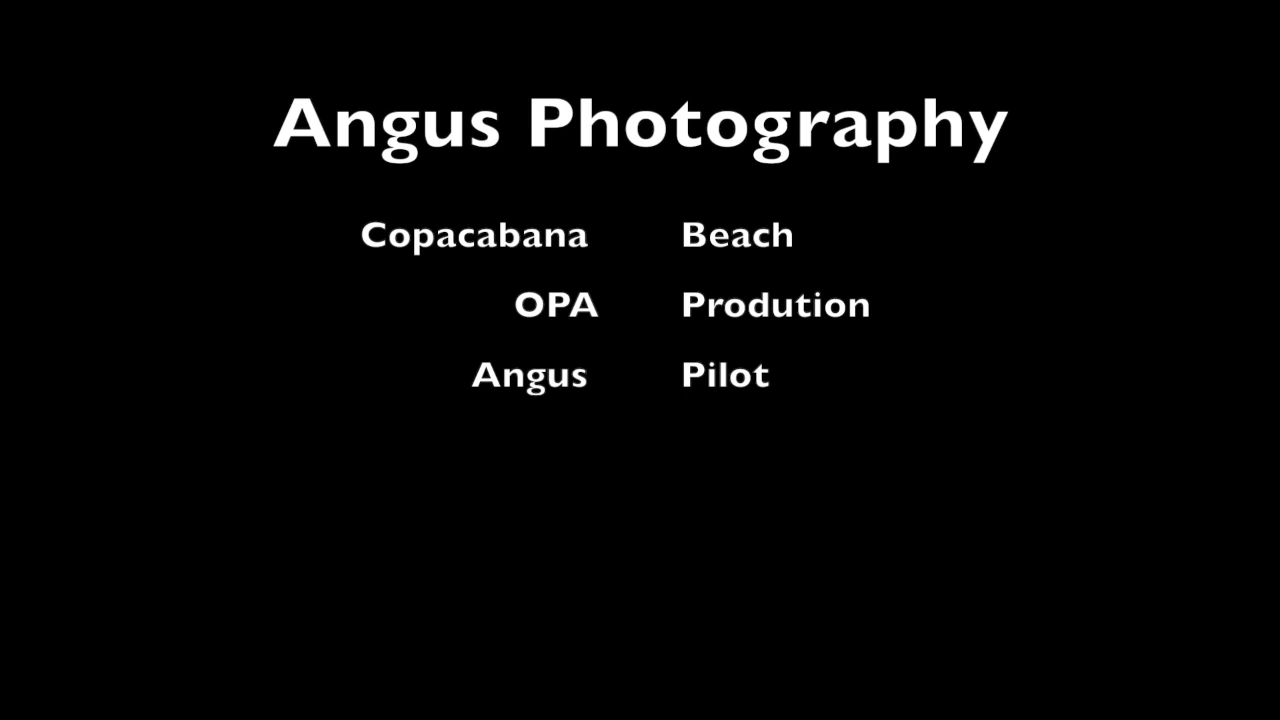 Angus Photography
Copacabana Beach
OPA Prodution
Angus Pilot